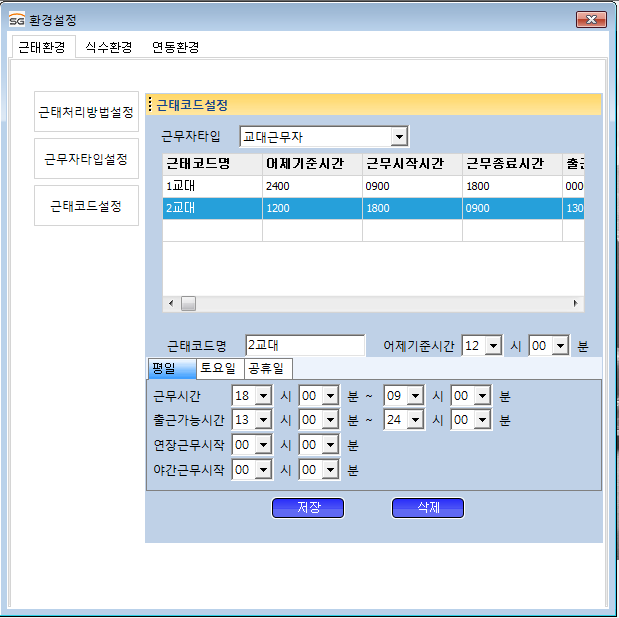 SG 환경설정
근태환경 식수환경 연동환경
근태처리방법설정
근무자타입설정
근태코드설정
근태코드설정
근무자타입 교대근무자
근태코드명 어제기준시간 근무시작시간 근무종료시간 출근
1교대 2400 0900 1800 000
2교대 1200 1800 0900 130
근태코드명 2교대 어제기준시간 12 시 00 분
평일 토요일 공휴일
근무시간 18 시 00 분 ~ 09 시 00 분
출근가능시간 13 시 00 분 ~ 24 시 00 분
연장근무시작 00 시 00 분
야간근무시작 00 시 00 분
저장 삭제